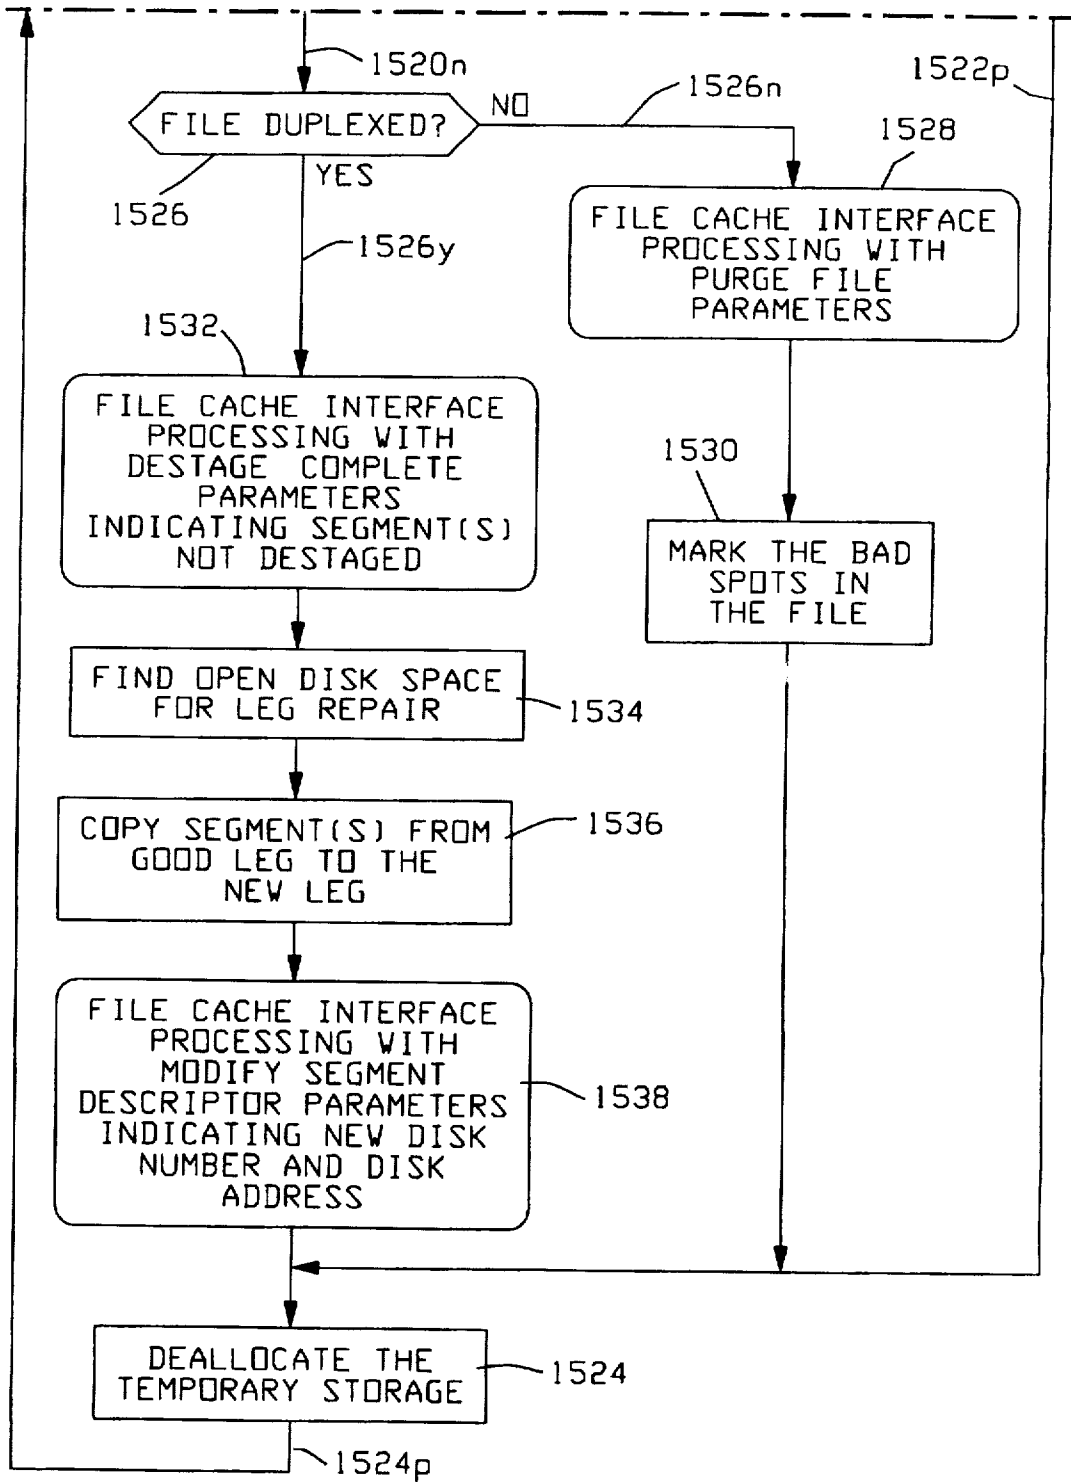 1520n
1522p
1526n
NO
FILE DUPLEXED?
1528
YES
1526
FILE CACHE INTERFACE
PROCESSING WITH
PURGE FILE
PARAMETERS
1526y
1532
FILE CACHE INTERFACE
PROCESSING WITH
DESTAGE COMPLETE
PARAMETERS
INDICATING SEGMENT(S)
NOT DESTAGED
1530
MARK THE BAD
SPOTS IN
THE FILE
FIND OPEN DISK SPACE
FOR LEG REPAIR
1534
COPY SEGMENT(S) FROM
GOOD LEG TO THE
NEW LEG
1536
FILE CACHE INTERFACE
PROCESSING WITH
MODIFY SEGMENT
DESCRIPTOR PARAMETERS
INDICATING NEW DISK
NUMBER AND DISK
ADDRESS
1538
DEALLOCATE THE
TEMPORARY STORAGE
1524
1524p